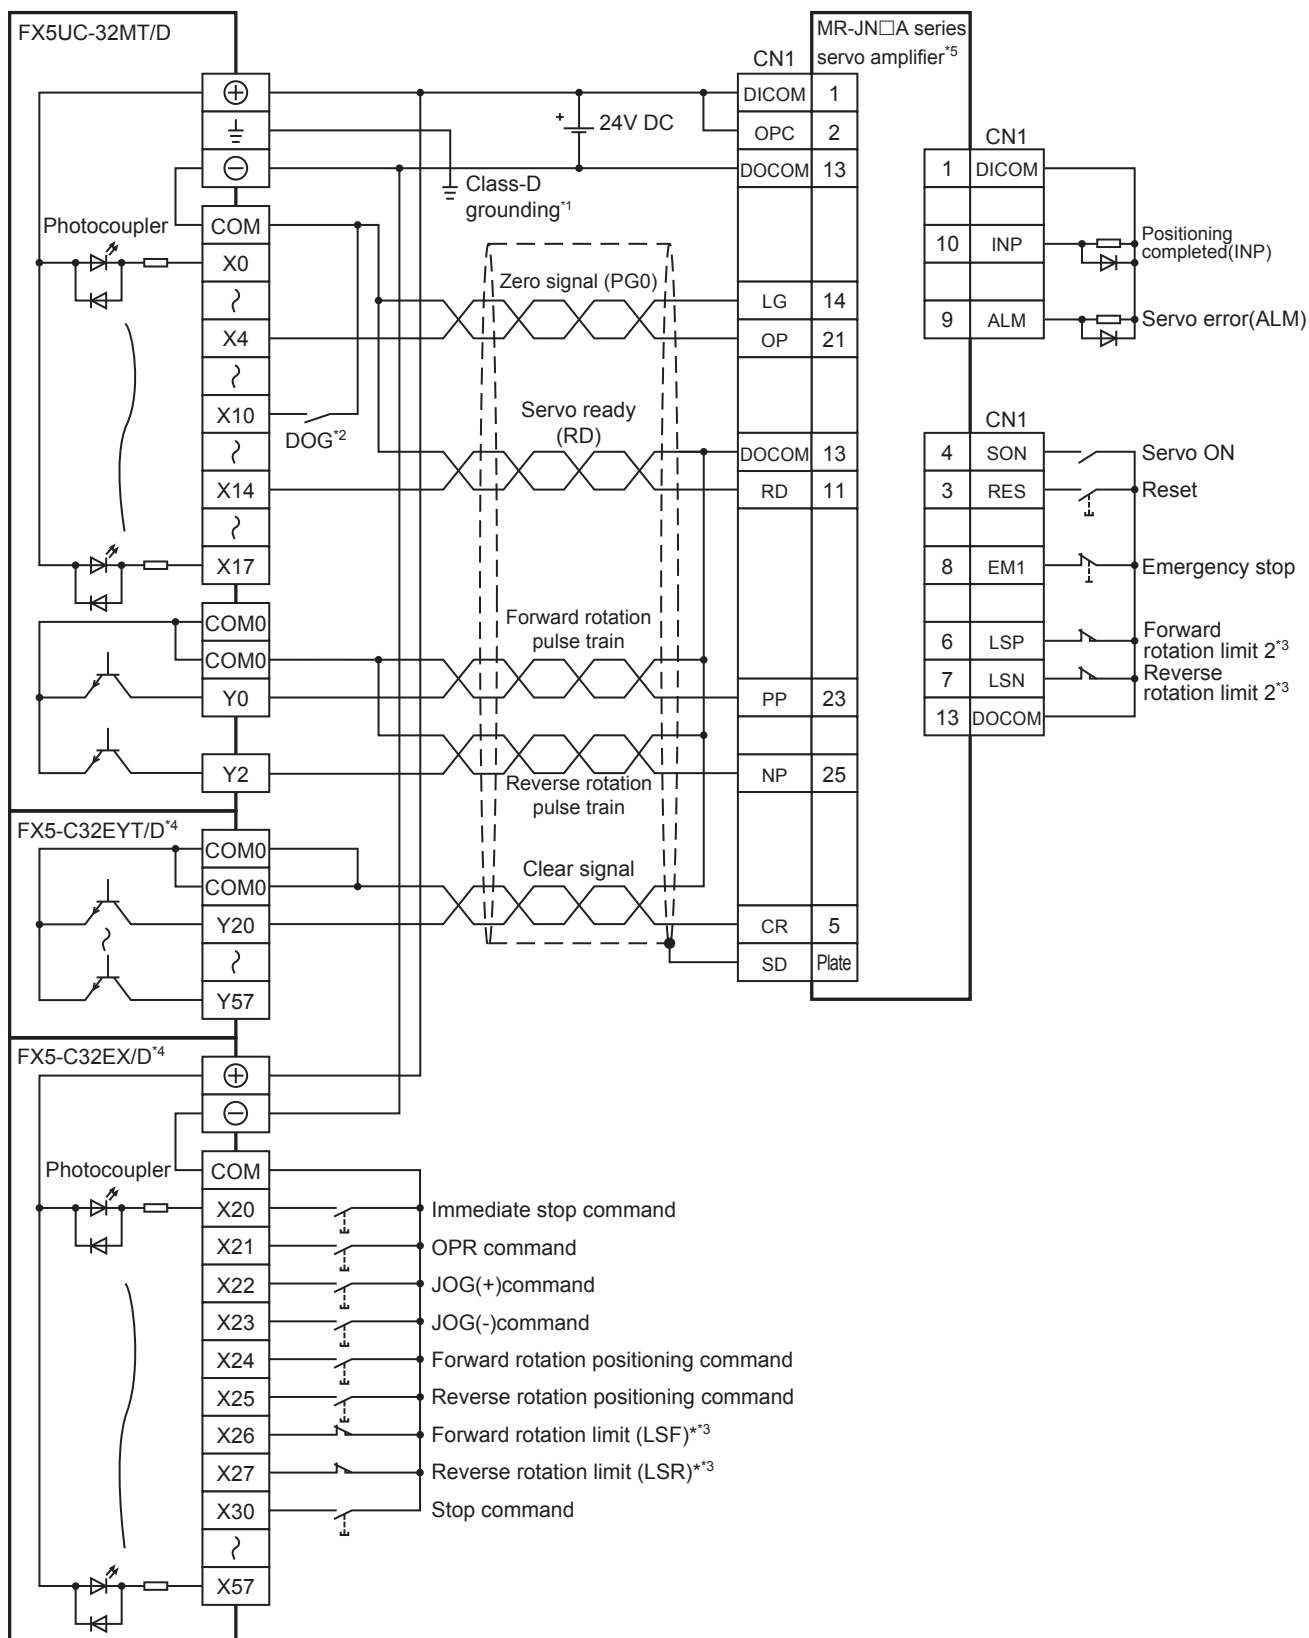 FX5UC-32MT/D
MR-JN□A series
servo amplifier*5
CN1
DICOM 1
OPC 2
DOCOM 13
LG 14
OP 21
DOCOM 13
RD 11
PP 23
NP 25
CR 5
SD Plate
+
24V DC
Class-D
grounding*1
Photocoupler
COM
X0
X4
X10
X14
X17
COM0
COM0
Y0
Y2
DOG*2
Zero signal (PG0)
Servo ready
(RD)
Forward rotation
pulse train
Reverse rotation
pulse train
Clear signal
CN1
1 DICOM
10 INP
9 ALM
Positioning
completed(INP)
Servo error(ALM)
CN1
4 SON Servo ON
3 RES Reset
8 EM1 Emergency stop
6 LSP Forward
rotation limit 2*3
7 LSN Reverse
rotation limit 2*3
13 DOCOM
FX5-C32EYT/D*4
COM0
COM0
Y20
Y57
FX5-C32EX/D*4
Photocoupler
COM
X20 Immediate stop command
X21 OPR command
X22 JOG(+)command
X23 JOG(-)command
X24 Forward rotation positioning command
X25 Reverse rotation positioning command
X26 Forward rotation limit (LSF)**3
X27 Reverse rotation limit (LSR)**3
X30 Stop command
X57